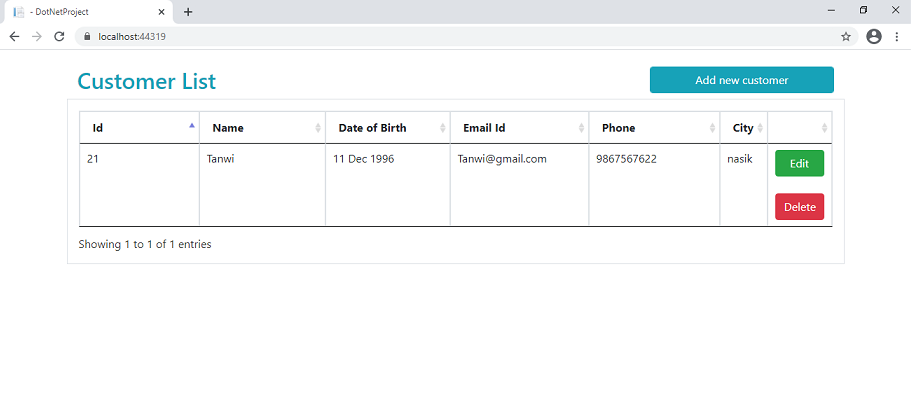 - DotNetProject
localhost:44319
Customer List
Add new customer
Id Name Date of Birth Email Id Phone City
21 Tanwi 11 Dec 1996 Tanwi@gmail.com 9867567622 nasik Edit
Delete
Showing 1 to 1 of 1 entries